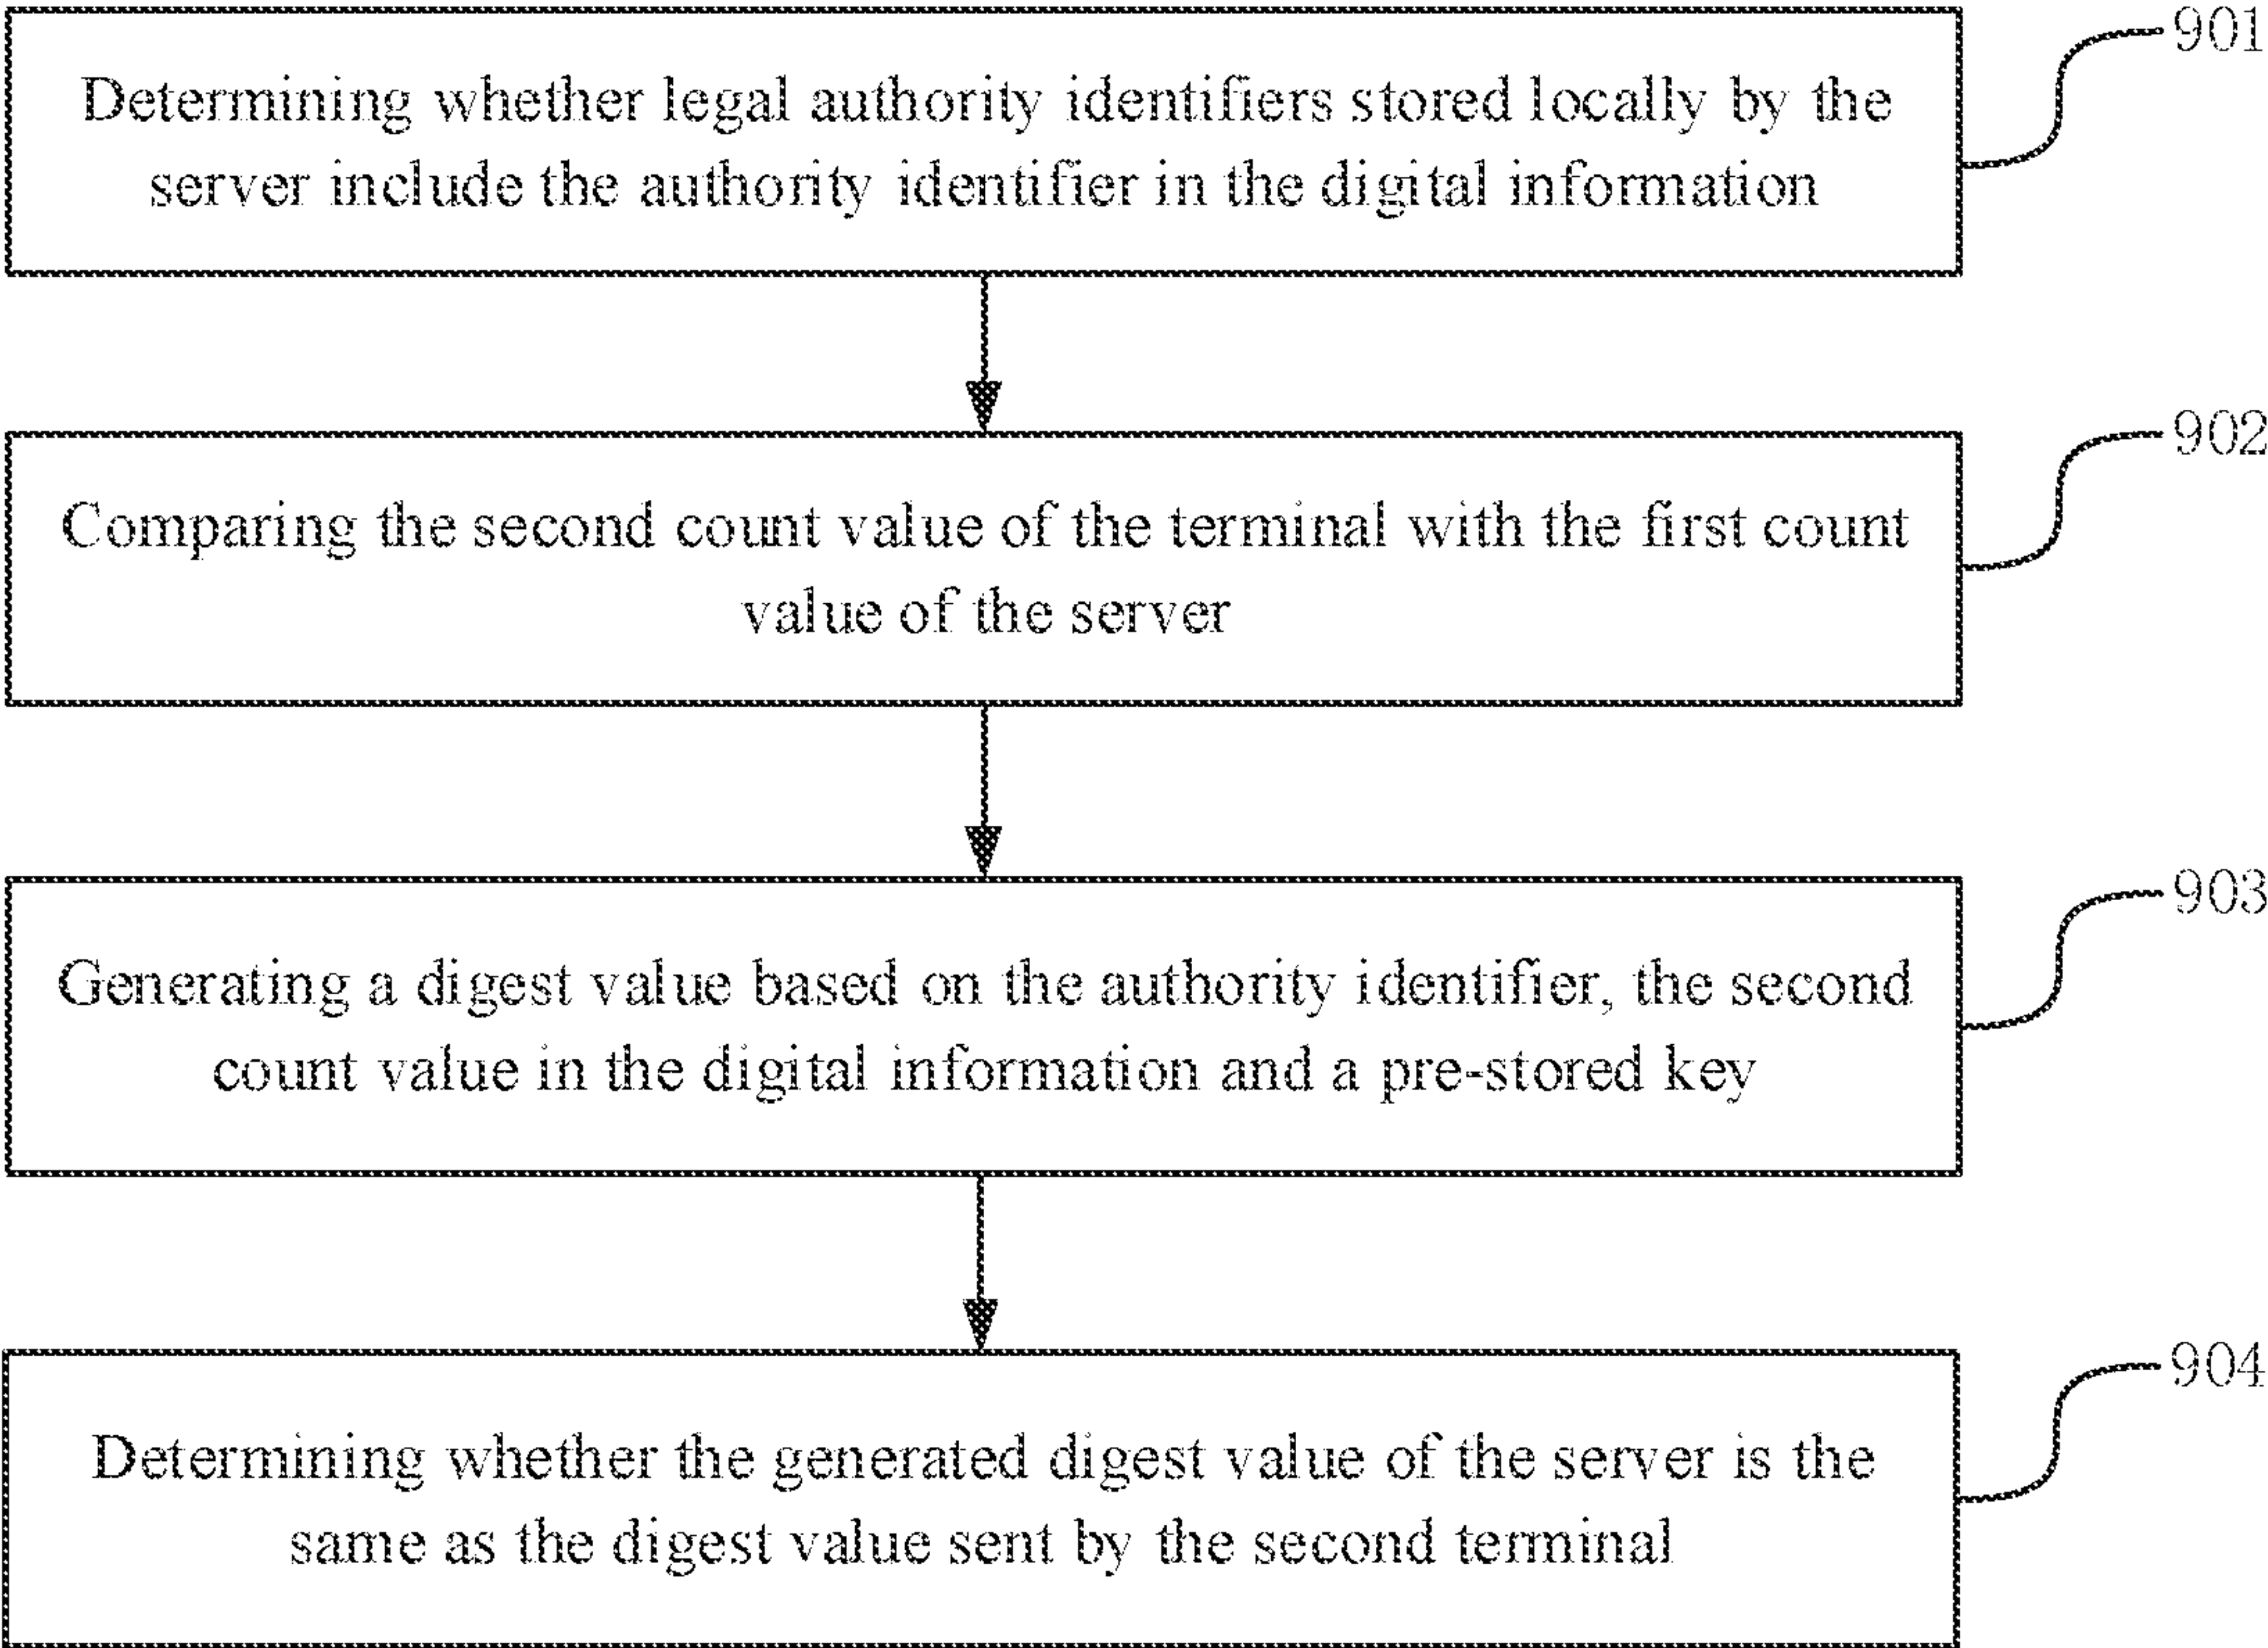 901
Determining whether legal authority identifiers stored locally by the
server include the authority identifier in the digital information
902
Comparing the second count value of the terminal with the first count
value of the server
903
Generating a digest value based on the authority identifier, the second
count value in the digital information and a pre-stored key
904
Determining whether the generated digest value of the server is the
same as the digest value sent by the second terminal